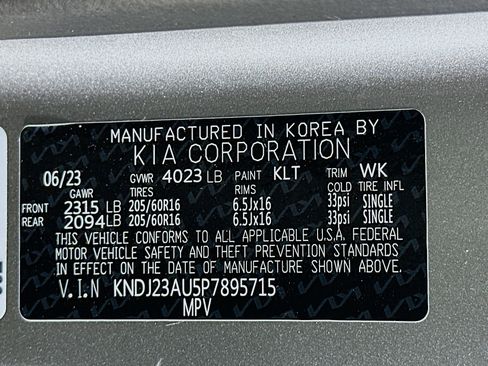 MANUFACTURED IN KOREA BY
KIA CORPORATION
06/23 GVWR 4023 LB PAINT KLT TRIM WK
GAWR TIRES RIMS COLD TIRE INFL
FRONT 2315 LB 205/60R16 6.5Jx16 33psi SINGLE
REAR 2094 LB 205/60R16 6.5Jx16 33psi SINGLE
THIS VEHICLE CONFORMS TO ALL APPLICABLE U.S.A. FEDERAL
MOTOR VEHICLE SAFETY AND THEFT PREVENTION STANDARDS
IN EFFECT ON THE DATE OF MANUFACTURE SHOWN ABOVE.
V.I.N KNDJ23AU5P7895715
MPV